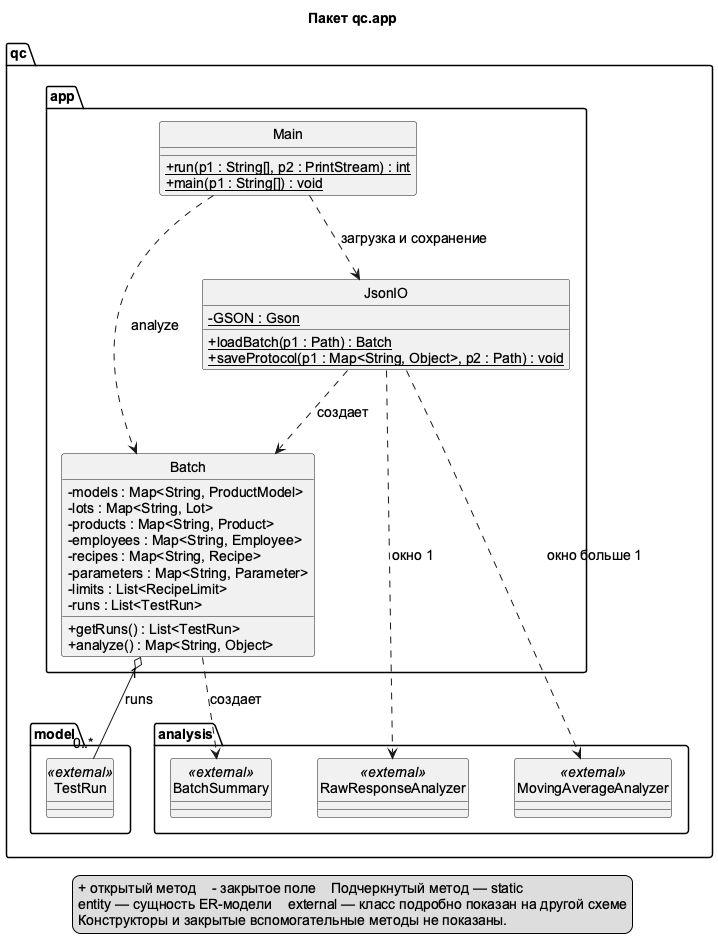 Пакет qc.app
qc
app
Main
+run(p1 : String[], p2 : PrintStream) : int
+main(p1 : String[]) : void
загрузка и сохранение
analyze
JsonIO
-GSON : Gson
+loadBatch(p1 : Path) : Batch
+saveProtocol(p1 : Map<String, Object>, p2 : Path) : void
создает
Batch
-models : Map<String, ProductModel>
-lots : Map<String, Lot>
-products : Map<String, Product>
-employees : Map<String, Employee>
-recipes : Map<String, Recipe>
-parameters : Map<String, Parameter>
-limits : List<RecipeLimit>
-runs : List<TestRun>
+getRuns() : List<TestRun>
+analyze() : Map<String, Object>
окно 1
окно больше 1
1
runs
создает
0..*
model
analysis
«external»
TestRun
«external»
BatchSummary
«external»
RawResponseAnalyzer
«external»
MovingAverageAnalyzer
+ открытый метод - закрытое поле Подчеркнутый метод — static
entity — сущность ER-модели external — класс подробно показан на другой схеме
Конструкторы и закрытые вспомогательные методы не показаны.